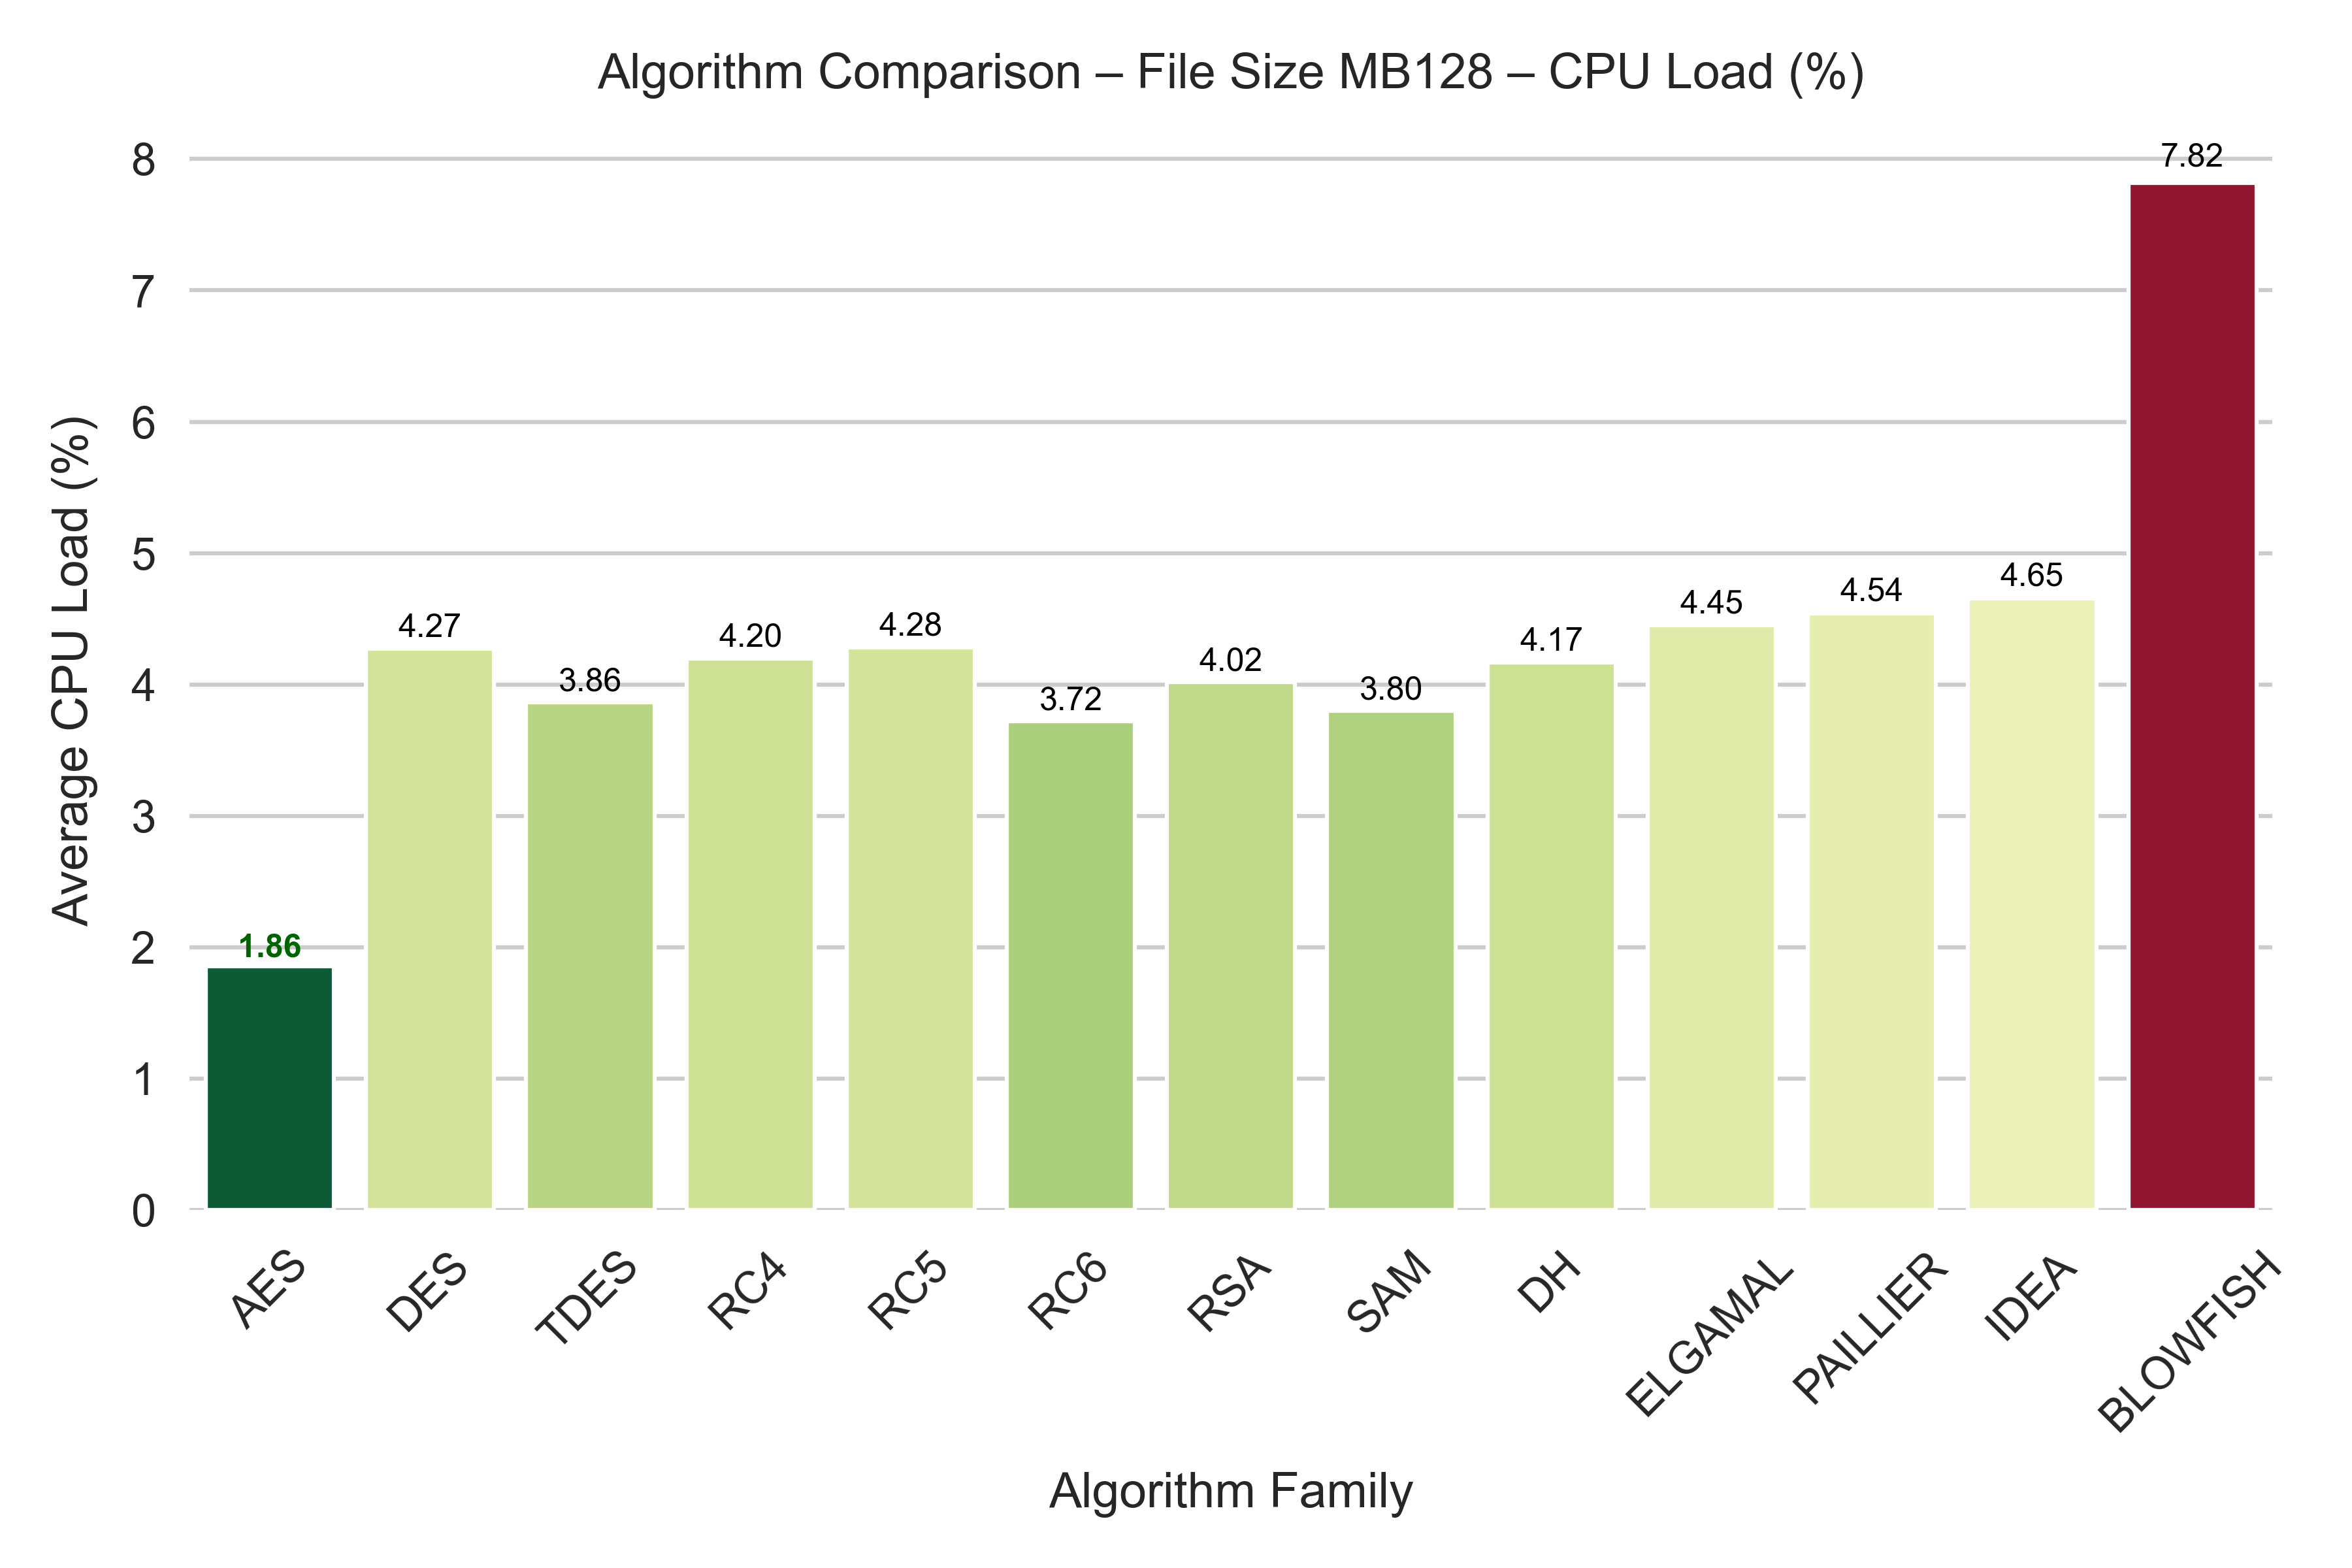 Algorithm Comparison – File Size MB128 – CPU Load (%)
Average CPU Load (%)
8
7
6
5
4
3
2
1
0
1.86
4.27
3.86
4.20
4.28
3.72
4.02
3.80
4.17
4.45
4.54
4.65
7.82
AES
DES
TDES
RC4
RC5
RC6
RSA
SAM
DH
ELGAMAL
PAILLIER
IDEA
BLOWFISH
Algorithm Family